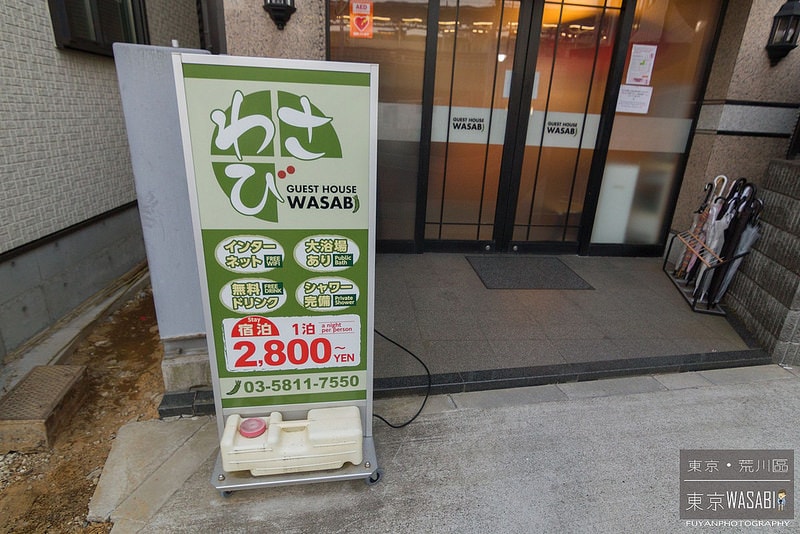 AED
わさ
び
GUEST HOUSE
WASABI
インター
ネット
FREE
WIFI
大浴場
あり
Public
Bath
無料
ドリンク
FREE
DRINK
シャワー
完備
Private
Shower
Stay
宿泊
1泊
a night
per person
2,800~
YEN
03-5811-7550
GUEST HOUSE
WASABI
GUEST HOUSE
WASABI
東京・荒川區
東京WASABI
FUYANPHOTOGRAPHY